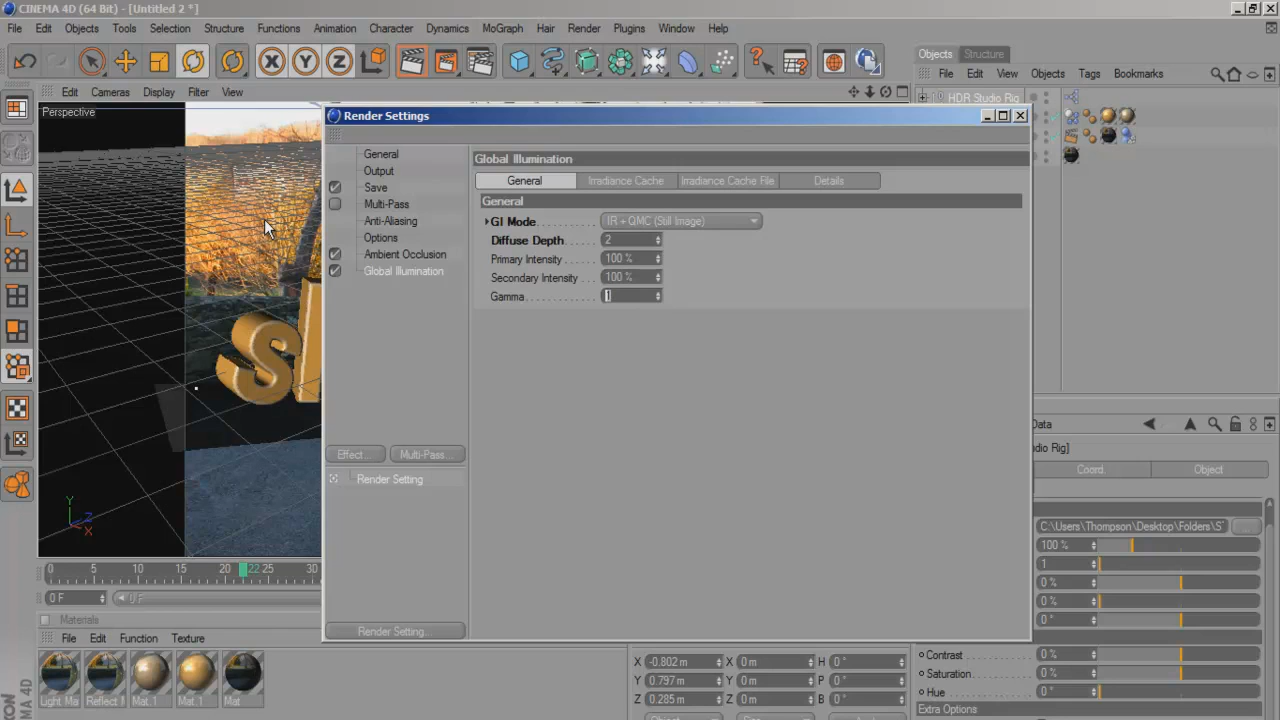 CINEMA 4D (64 Bit) - [Untitled 2 *]
File Edit Objects Tools Selection Structure Functions Animation Character Dynamics MoGraph Hair Render Plugins Window Help
X Y Z
Objects Structure
File Edit View Objects Tags Bookmarks
Edit Cameras Display Filter View
HDR Studio Rig
Perspective
Render Settings
General
Output
Save
Multi-Pass
Anti-Aliasing
Options
Ambient Occlusion
Global Illumination
Effect... Multi-Pass...
Render Setting
Render Setting...
Global Illumination
General Irradiance Cache Irradiance Cache File Details
General
GI Mode IR + QMC (Still Image)
Diffuse Depth 2
Primary Intensity 100 %
Secondary Intensity 100 %
Gamma 1
Y
Z
X
0 5 10 15 20 22 25 30
0 F 0 F
Materials
File Edit Function Texture
Light Ma Reflect M Mat.1 Mat.1 Mat
X -0.802 m X 0 m H 0 °
Y 0.797 m Y 0 m P 0 °
Z 0.285 m Z 0 m B 0 °
Data
Studio Rig]
Coord. Object
C:\Users\Thompson\Desktop\Folders\S
100 %
1
0 %
0 %
0 °
Contrast 0 %
Saturation 0 %
Hue 0 °
Extra Options